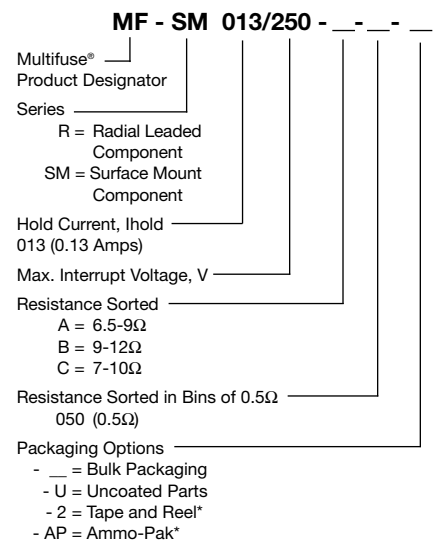 MF - SM 013/250 - __-__- __
Multifuse®
Product Designator
Series
R = Radial Leaded
Component
SM = Surface Mount
Component
Hold Current, Ihold
013 (0.13 Amps)
Max. Interrupt Voltage, V
Resistance Sorted
A = 6.5-9Ω
B = 9-12Ω
C = 7-10Ω
Resistance Sorted in Bins of 0.5Ω
050 (0.5Ω)
Packaging Options
- __ = Bulk Packaging
- U = Uncoated Parts
- 2 = Tape and Reel*
- AP = Ammo-Pak*